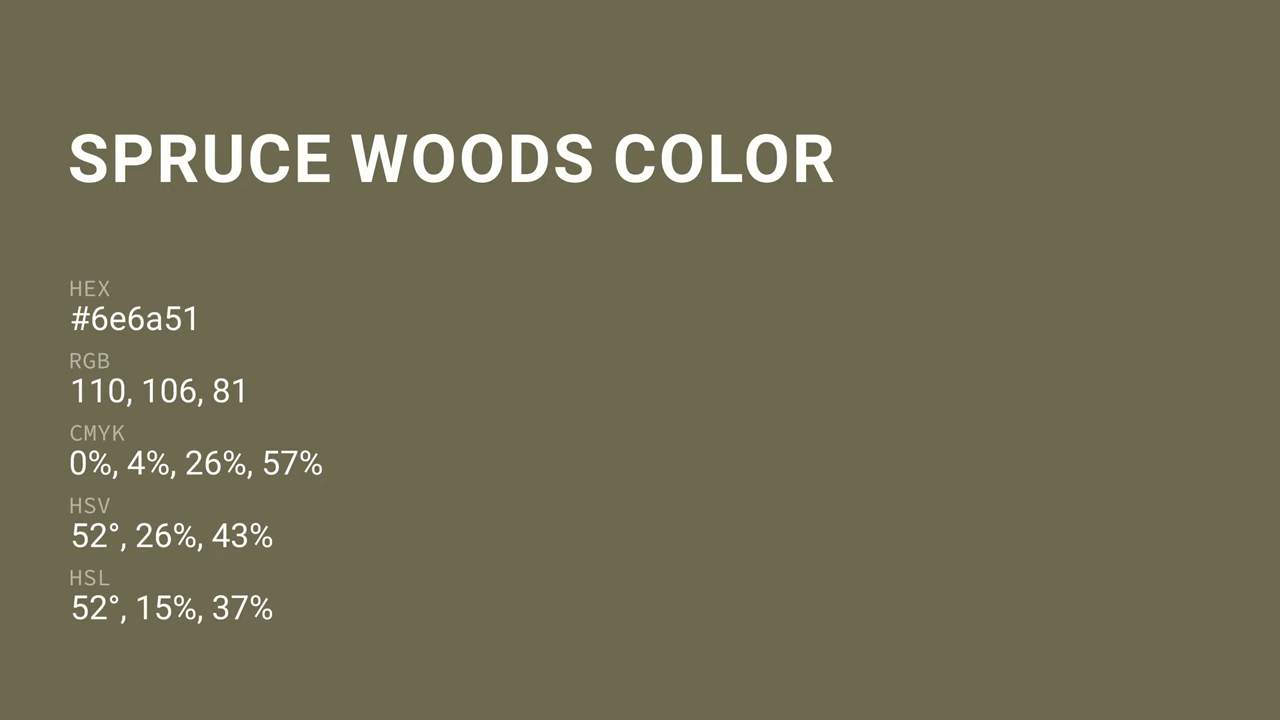 SPRUCE WOODS COLOR
HEX
#6e6a51
RGB
110, 106, 81
CMYK
0%, 4%, 26%, 57%
HSV
52°, 26%, 43%
HSL
52°, 15%, 37%